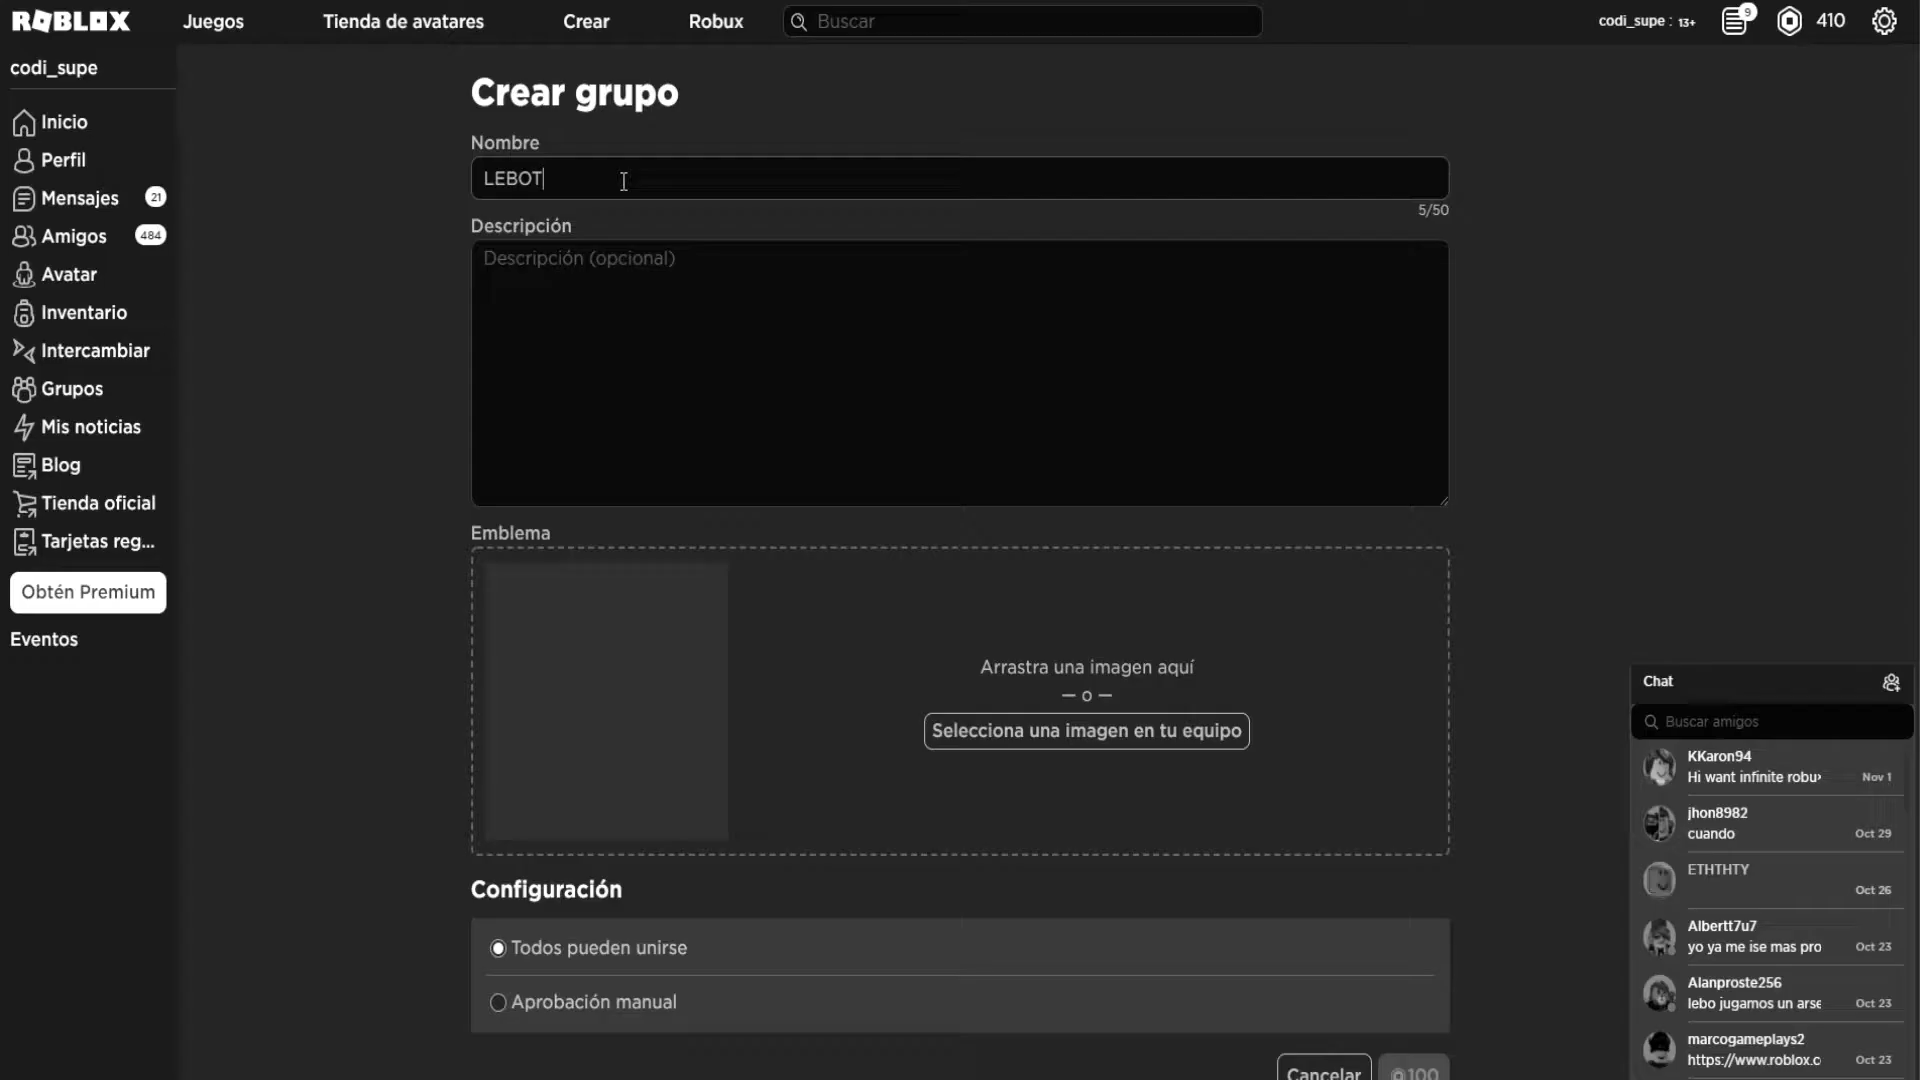 ROBLOX
Juegos
Tienda de avatares
Crear
Robux
Buscar
codi_supe : 13+
9
410
codi_supe
Inicio
Perfil
Mensajes
21
Amigos
484
Avatar
Inventario
Intercambiar
Grupos
Mis noticias
Blog
Tienda oficial
Tarjetas reg...
Obtén Premium
Eventos
Crear grupo
Nombre
LEBOT
5/50
Descripción
Descripción (opcional)
Emblema
Arrastra una imagen aquí
— o —
Selecciona una imagen en tu equipo
Configuración
Todos pueden unirse
Aprobación manual
Cancelar
100
Chat
Buscar amigos
KKaron94
Hi want infinite robu
Nov 1
jhon8982
cuando
Oct 29
ETHTHTY
Oct 26
Albertt7u7
yo ya me ise mas pro
Oct 23
Alanproste256
lebo jugamos un arse
Oct 23
marcogameplays2
https://www.roblox.c
Oct 23